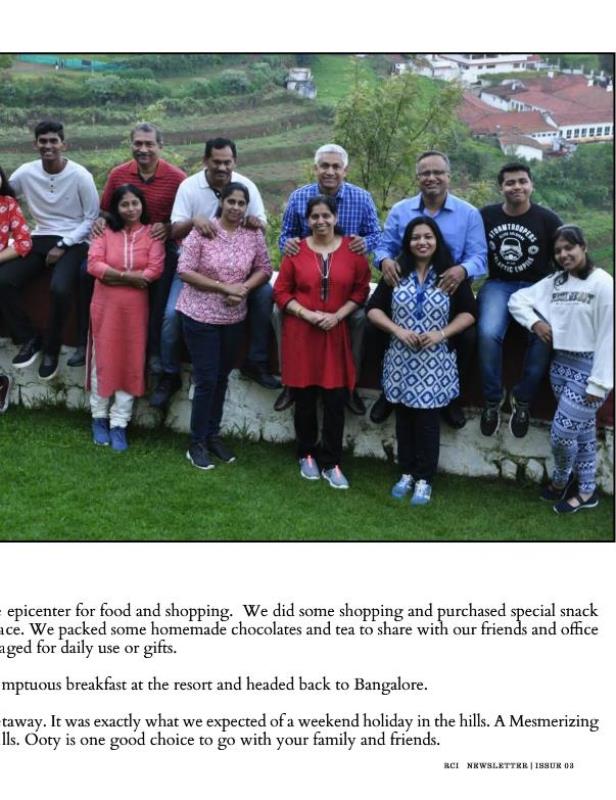 STORMTROOPERS
GALACTIC EMPIRE
epicenter for food and shopping. We did some shopping and purchased special snack
ace. We packed some homemade chocolates and tea to share with our friends and office
aged for daily use or gifts.
mptuous breakfast at the resort and headed back to Bangalore.
taway. It was exactly what we expected of a weekend holiday in the hills. A Mesmerizing
lls. Ooty is one good choice to go with your family and friends.
RCI NEWSLETTER | ISSUE 03